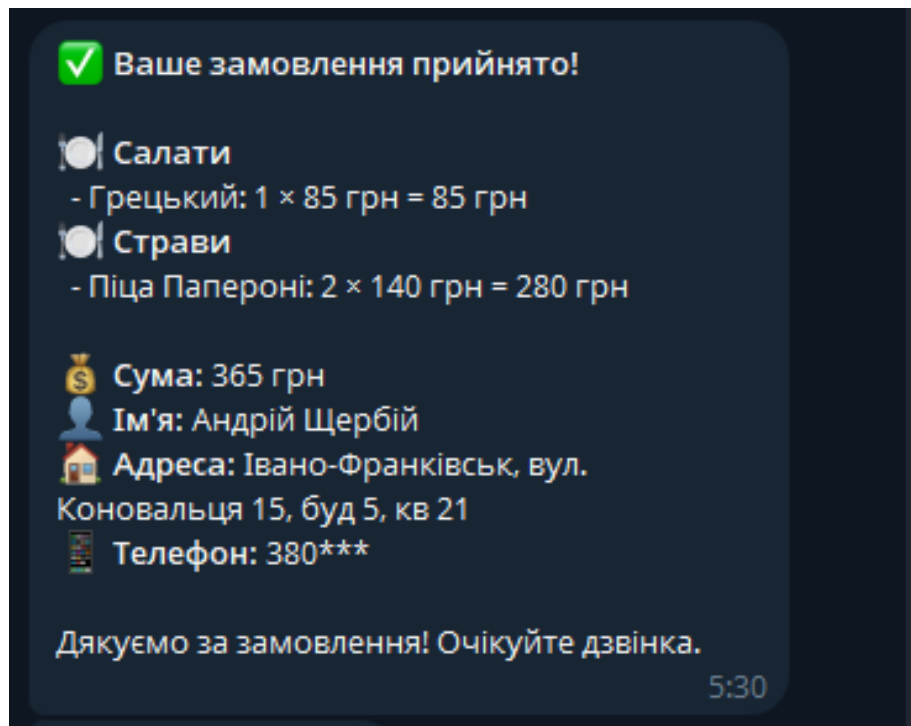 ✅ Ваше замовлення прийнято!
🍽 Салати
- Грецький: 1 × 85 грн = 85 грн
🍽 Страви
- Піца Папероні: 2 × 140 грн = 280 грн
💰 Сума: 365 грн
👤 Ім'я: Андрій Щербій
🏠 Адреса: Івано-Франківськ, вул.
Коновальця 15, буд 5, кв 21
📱 Телефон: 380***
Дякуємо за замовлення! Очікуйте дзвінка.
5:30